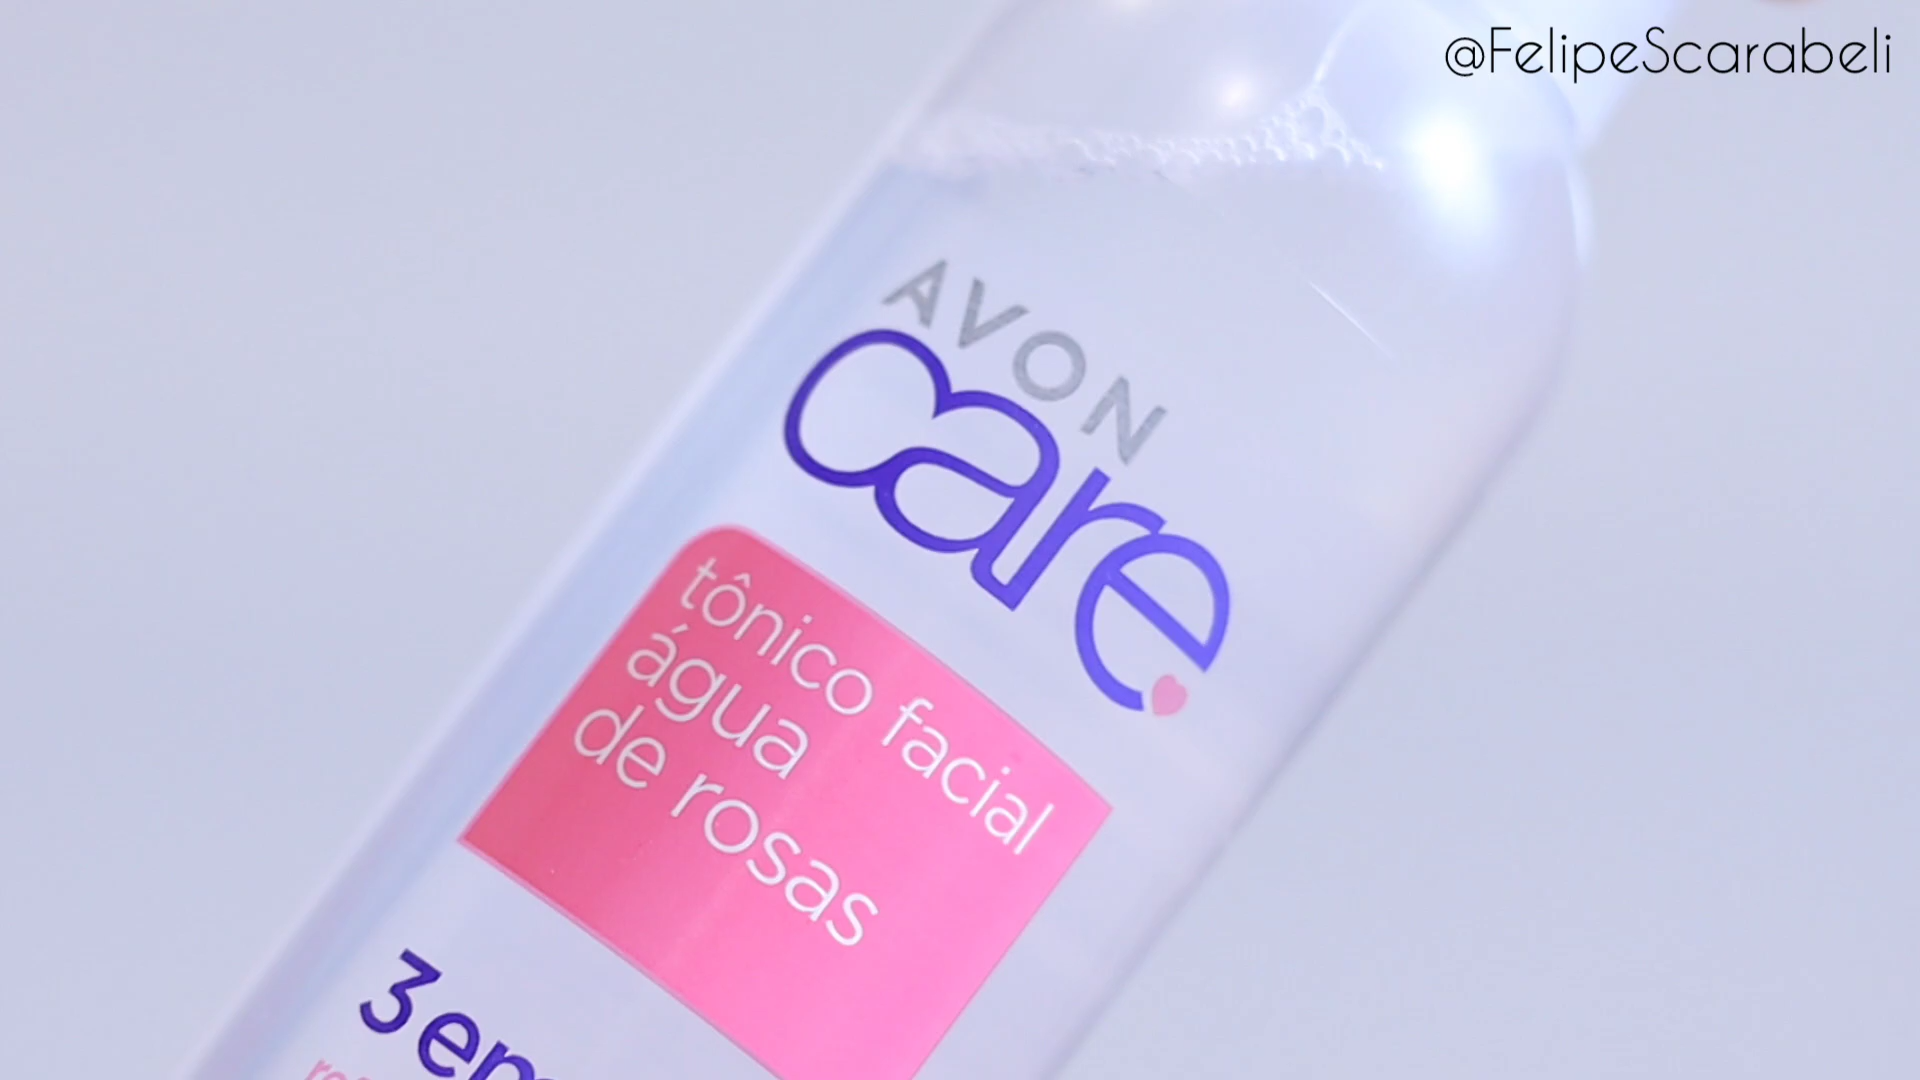 @FelipeScarabeli
AVON
care
tônico facial
água
de rosas
3 em